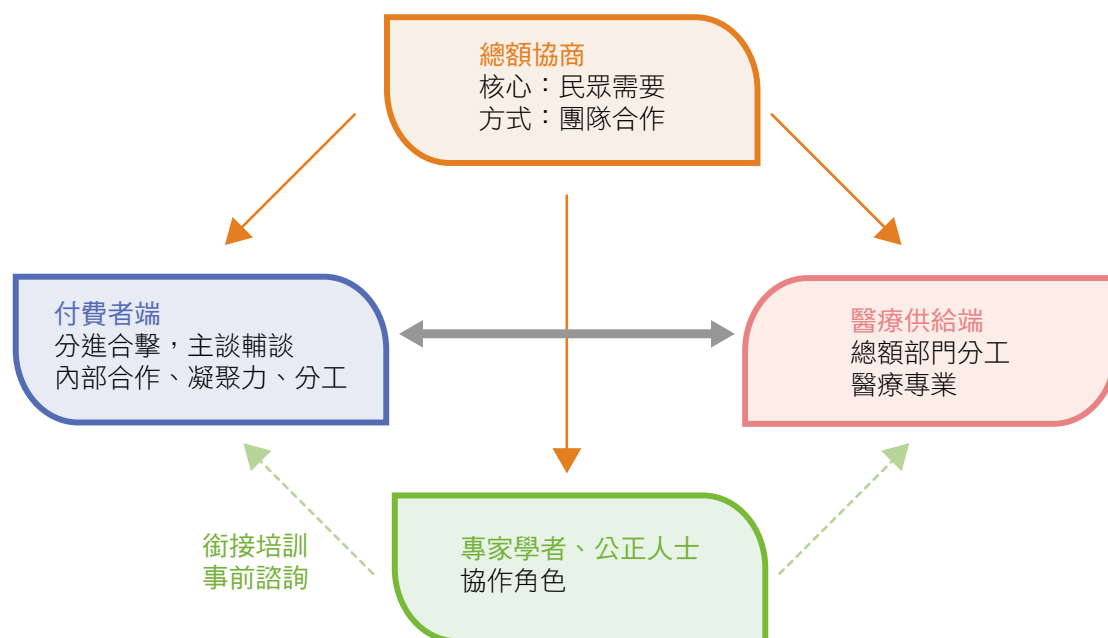 總額協商
核心：民眾需要
方式：團隊合作
付費者端
分進合擊，主談輔談
內部合作、凝聚力、分工
醫療供給端
總額部門分工
醫療專業
銜接培訓
事前諮詢
專家學者、公正人士
協作角色